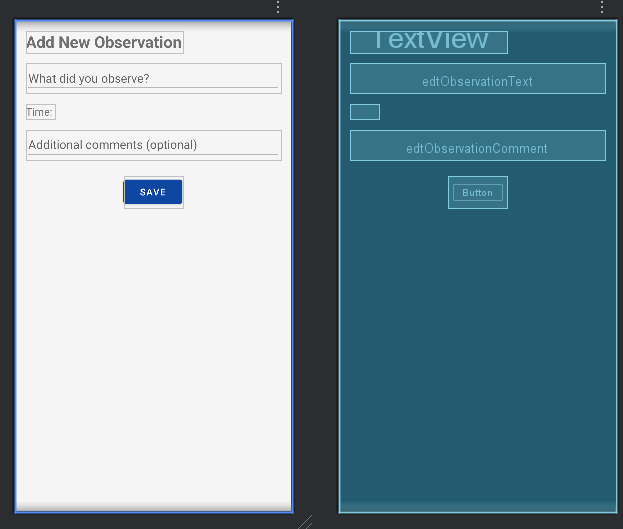 Add New Observation
What did you observe?
Time:
Additional comments (optional)
SAVE
TextView
edtObservationText
edtObservationComment
Button